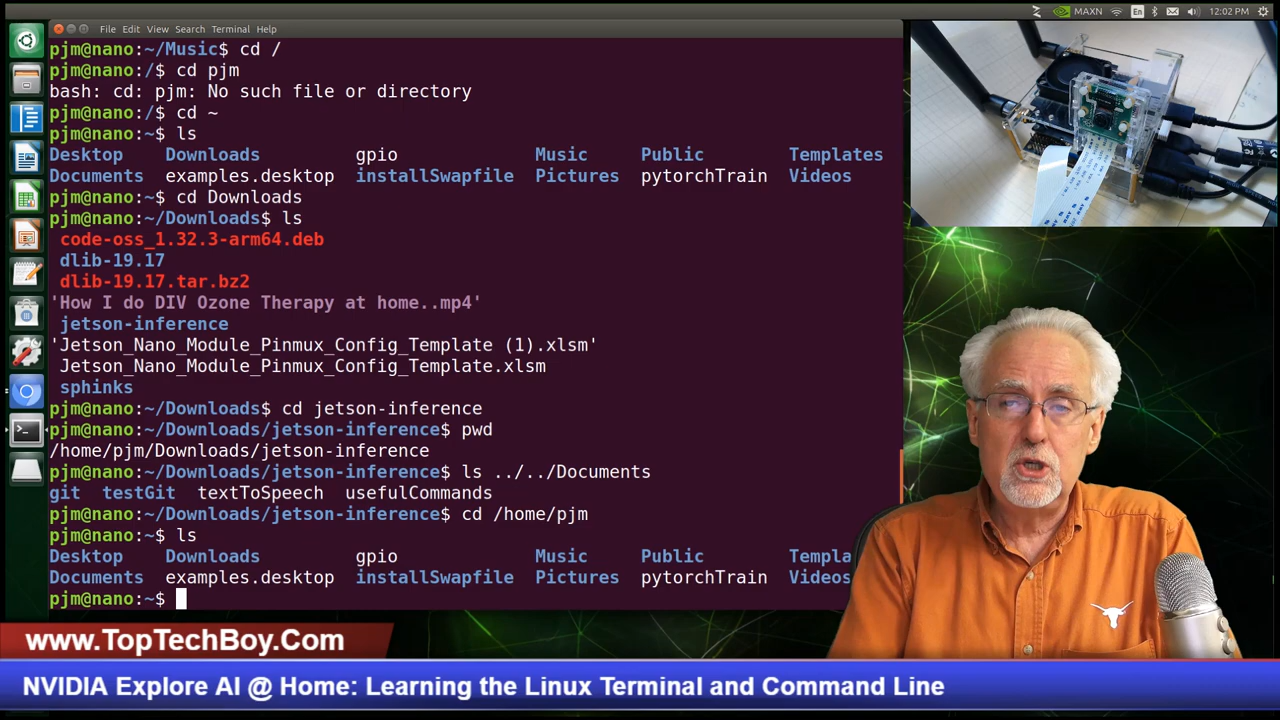 File Edit View Search Terminal Help
MAXN En 12:02 PM
pjm@nano:~/Music$ cd /
pjm@nano:/$ cd pjm
bash: cd: pjm: No such file or directory
pjm@nano:/$ cd ~
pjm@nano:~$ ls
Desktop Downloads gpio Music Public Templates
Documents examples.desktop installSwapfile Pictures pytorchTrain Videos
pjm@nano:~$ cd Downloads
pjm@nano:~/Downloads$ ls
code-oss_1.32.3-arm64.deb
dlib-19.17
dlib-19.17.tar.bz2
'How I do DIV Ozone Therapy at home..mp4'
jetson-inference
'Jetson_Nano_Module_Pinmux_Config_Template (1).xlsm'
Jetson_Nano_Module_Pinmux_Config_Template.xlsm
sphinks
pjm@nano:~/Downloads$ cd jetson-inference
pjm@nano:~/Downloads/jetson-inference$ pwd
/home/pjm/Downloads/jetson-inference
pjm@nano:~/Downloads/jetson-inference$ ls ../../Documents
git testGit textToSpeech usefulCommands
pjm@nano:~/Downloads/jetson-inference$ cd /home/pjm
pjm@nano:~$ ls
Desktop Downloads gpio Music Public Templa
Documents examples.desktop installSwapfile Pictures pytorchTrain Videos
pjm@nano:~$
www.TopTechBoy.Com
NVIDIA Explore AI @ Home: Learning the Linux Terminal and Command Line